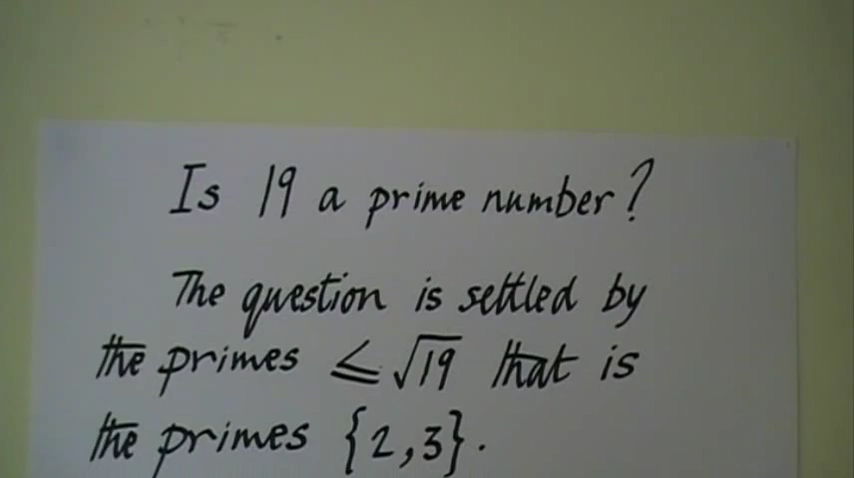 Is 19 a prime number?
The question is settled by
the primes ≤ √19 that is
the primes {2,3}.